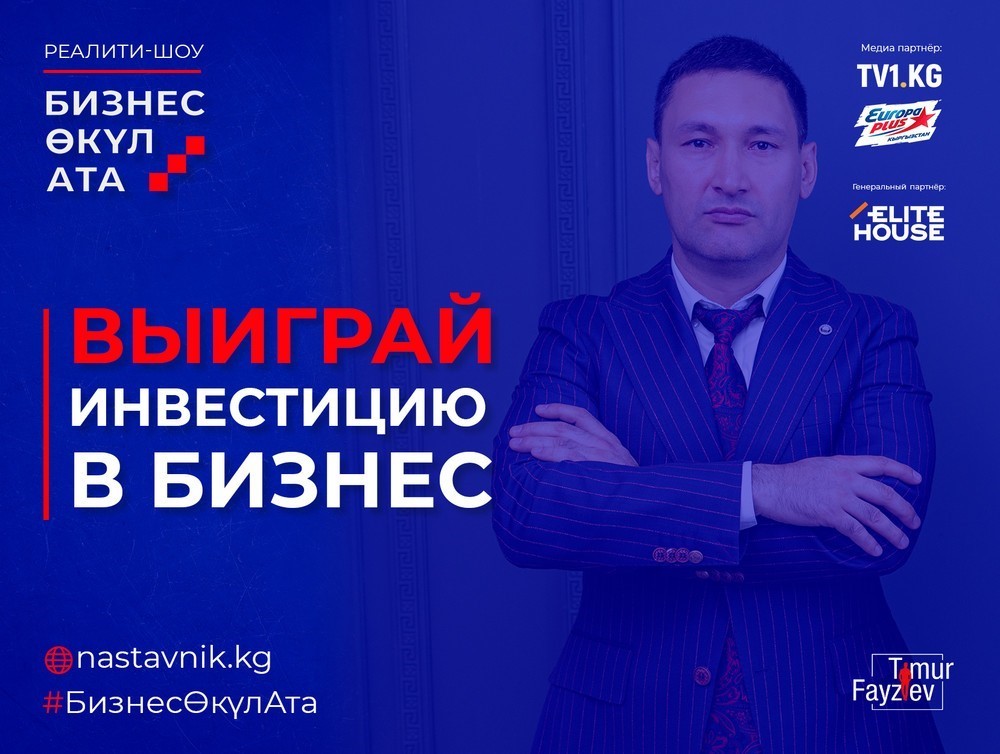 РЕАЛИТИ-ШОУ
БИЗНЕС
ӨКҮЛ
АТА
ВЫИГРАЙ
ИНВЕСТИЦИЮ
В БИЗНЕС
nastavnik.kg
#БизнесӨкүлАта
Медиа партнёр:
TV1.KG
Europa
PLUS
КЫРГЫЗСТАН
Генеральный партнёр:
ELITE
HOUSE
Timur
Fayziev